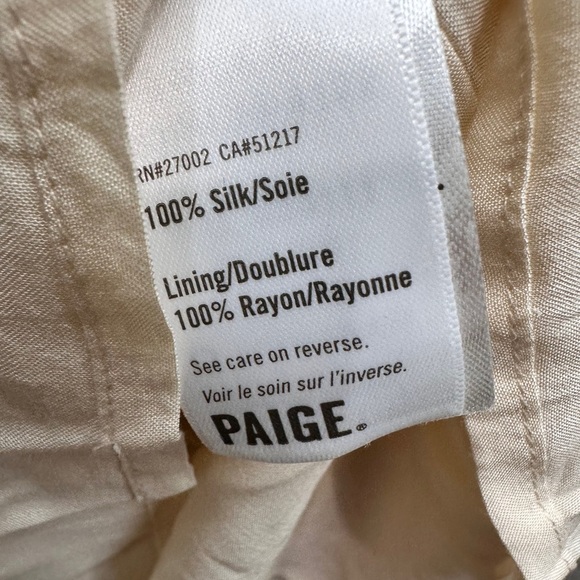 RN#27002 CA#51217
100% Silk/Soie
Lining/Doublure
100% Rayon/Rayonne
See care on reverse.
Voir le soin sur l'inverse.
PAIGE®